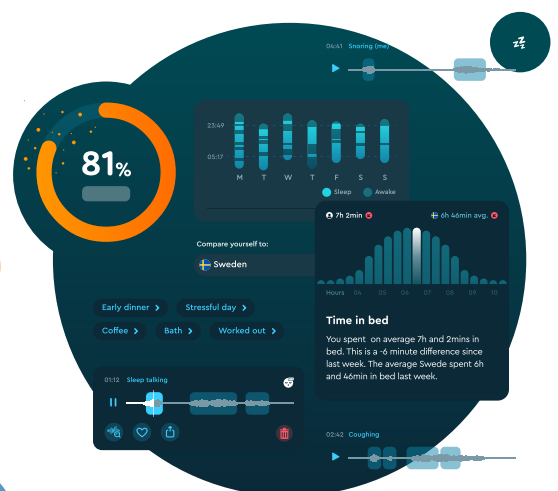 04:41 Snoring (me)
zz
81%
23:49
05:17
M T W T F S S
Sleep Awake
7h 2min 6h 46min avg.
Compare yourself to:
Sweden
Hours 04 05 06 07 08 09 10
Early dinner Stressful day
Coffee Bath Worked out
Time in bed
You spent on average 7h and 2mins in
bed. This is a -6 minute difference since
last week. The average Swede spent 6h
and 46min in bed last week.
01:12 Sleep talking
02:42 Coughing